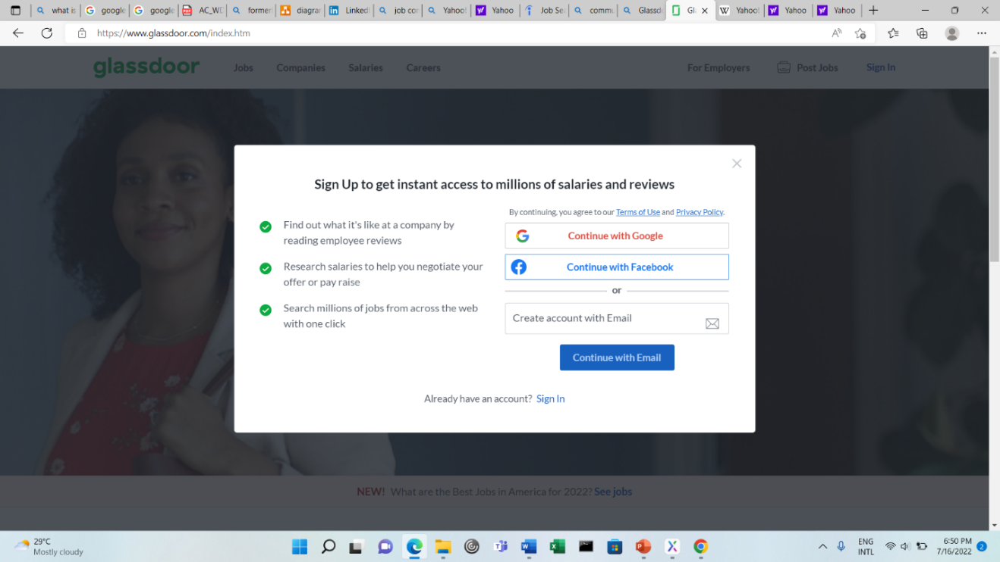 what is
google
google
AC_WD
former
diagrar
LinkedI
job cor
Yahoo!
Yahoo
Job Sea
commu
Glassdo
Gla
Yahoo!
Yahoo
Yahoo
https://www.glassdoor.com/index.htm
glassdoor
Jobs
Companies
Salaries
Careers
For Employers
Post Jobs
Sign In
Sign Up to get instant access to millions of salaries and reviews
Find out what it's like at a company by
reading employee reviews
Research salaries to help you negotiate your
offer or pay raise
Search millions of jobs from across the web
with one click
By continuing, you agree to our Terms of Use and Privacy Policy.
Continue with Google
Continue with Facebook
or
Create account with Email
Continue with Email
Already have an account? Sign In
NEW! What are the Best Jobs in America for 2022? See jobs
29°C
Mostly cloudy
ENG
INTL
6:50 PM
7/16/2022
2